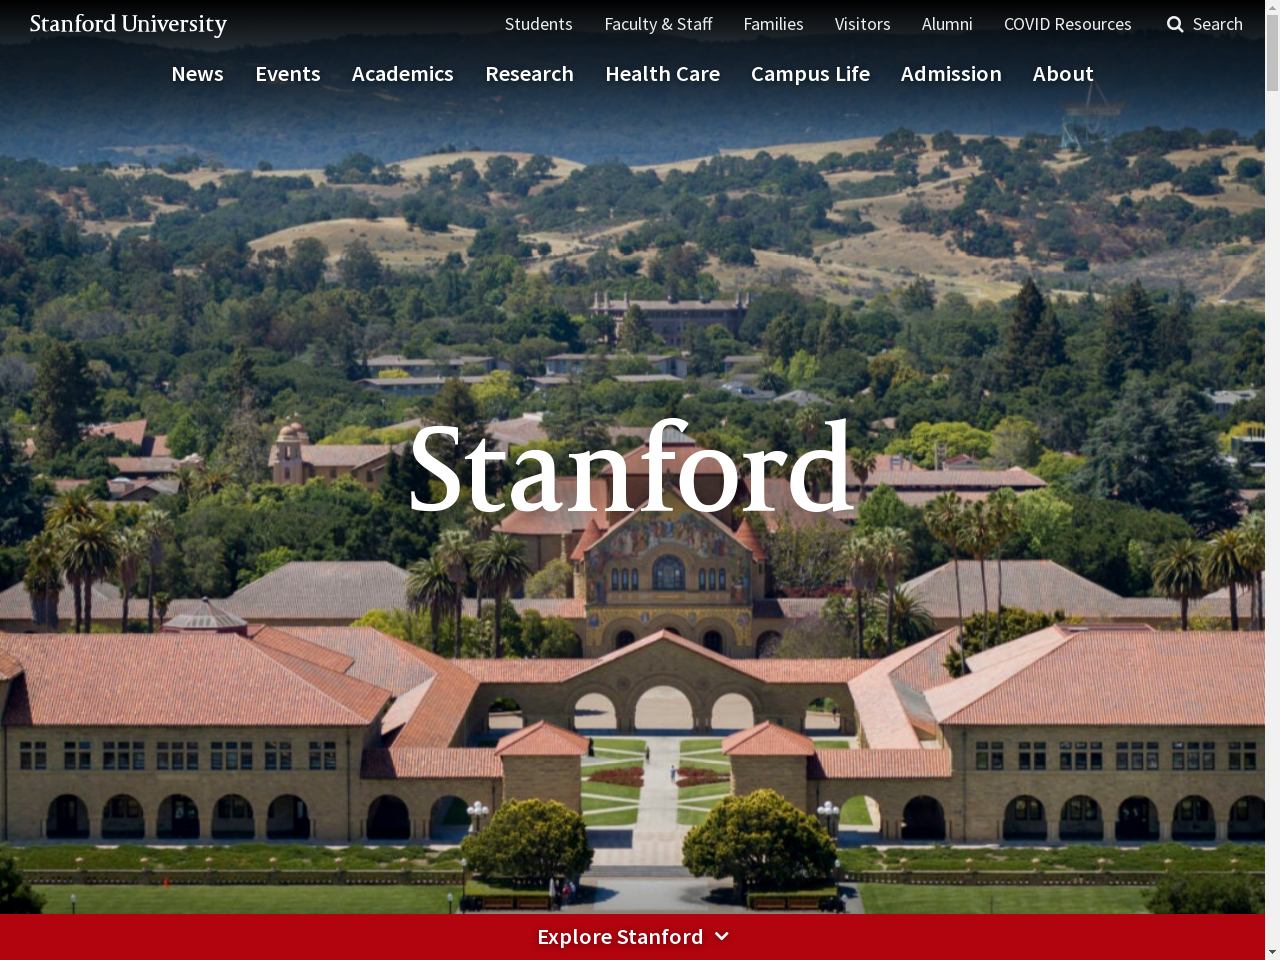 Stanford University
Students Faculty & Staff Families Visitors Alumni COVID Resources Search
News Events Academics Research Health Care Campus Life Admission About
Stanford
Explore Stanford